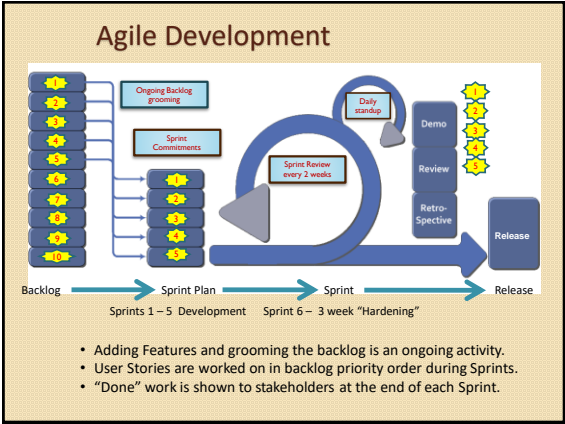 Agile Development
1
2
3
4
5
6
7
8
9
10
Ongoing Backlog
grooming
Sprint
Commitments
1
2
3
4
5
Sprint Review
every 2 weeks
Daily
standup
Demo
Review
Retro-
Spective
1
2
3
4
5
Release
Backlog
Sprint Plan
Sprint
Release
Sprints 1 – 5 Development
Sprint 6 – 3 week “Hardening”
• Adding Features and grooming the backlog is an ongoing activity.
• User Stories are worked on in backlog priority order during Sprints.
• “Done” work is shown to stakeholders at the end of each Sprint.